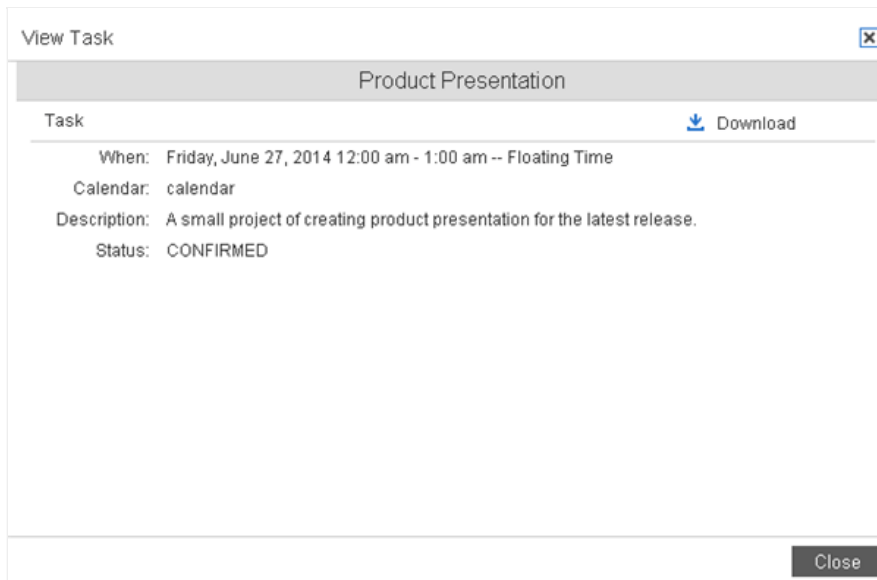 View Task
Product Presentation
Task
Download
When: Friday, June 27, 2014 12:00 am - 1:00 am -- Floating Time
Calendar: calendar
Description: A small project of creating product presentation for the latest release.
Status: CONFIRMED
Close